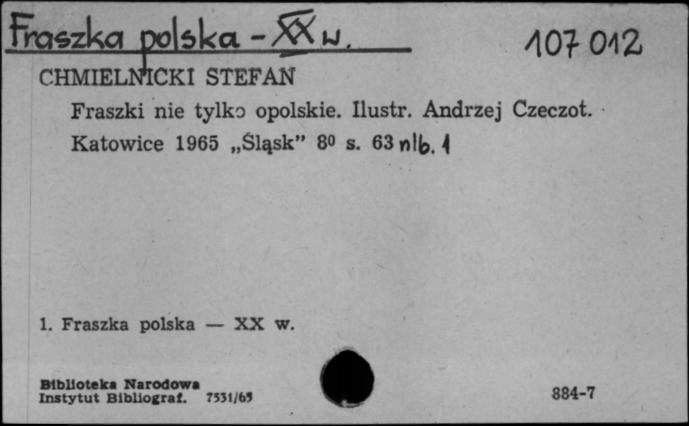 Fraszka polska - XX w.
107 012
CHMIELNICKI STEFAN
Fraszki nie tylko opolskie. Ilustr. Andrzej Czeczot.
Katowice 1965 „Śląsk” 8⁰ s. 63 nlb. 1
1. Fraszka polska — XX w.
Biblioteka Narodowa
Instytut Bibliograf. 7531/65
884-7